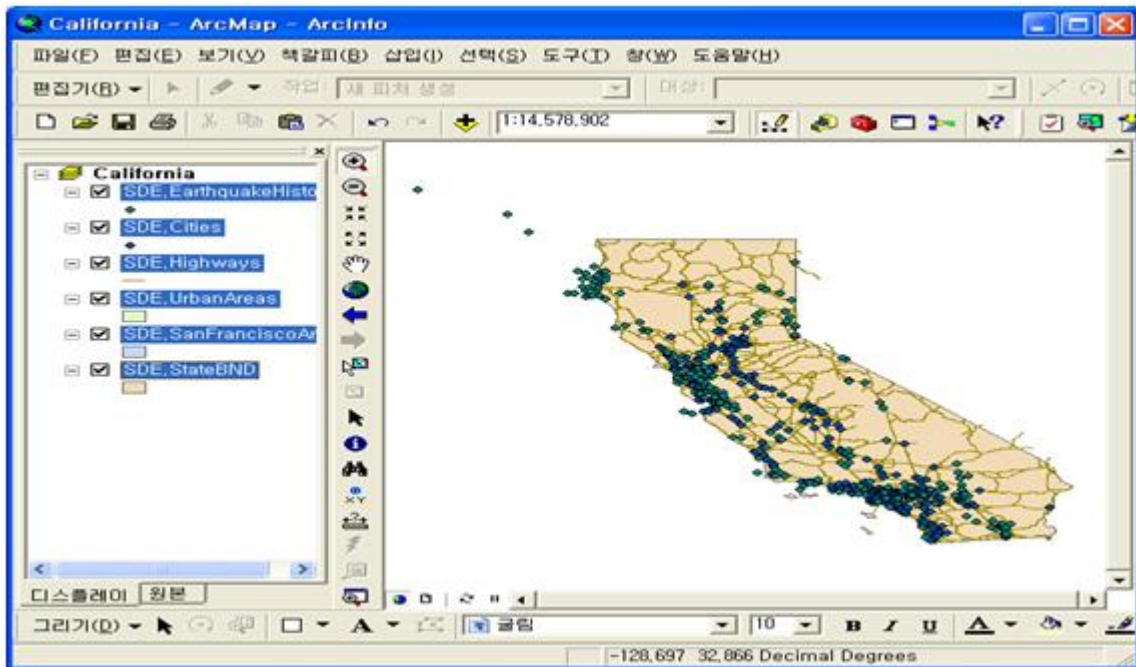 California - ArcMap - ArcInfo
파일(F) 편집(E) 보기(V) 책갈피(B) 삽입(I) 선택(S) 도구(T) 창(W) 도움말(H)
편집기(R) 작업: 새 피처 생성 대상:
1:14,578,902
California
SDE.EarthquakeHisto
SDE.Cities
SDE.Highways
SDE.UrbanAreas
SDE.SanFranciscoAr
SDE.StateBND
XY
디스플레이 원본
그리기(D) A 굴림 10 B I U A
-128.697 32.866 Decimal Degrees